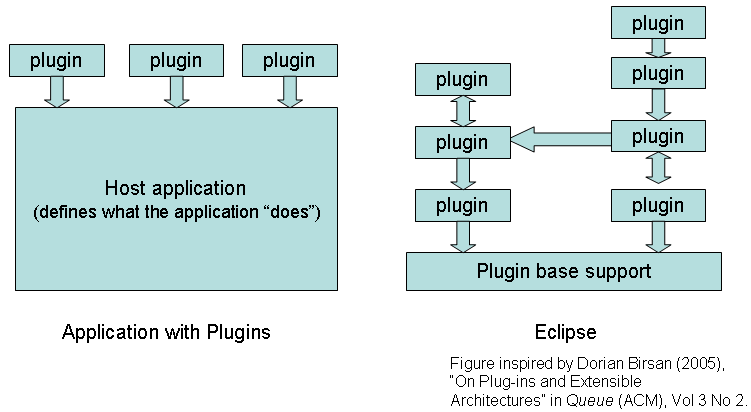 plugin
plugin
plugin
Host application
(defines what the application “does”)
Application with Plugins
plugin
plugin
plugin
plugin
plugin
plugin
plugin
Plugin base support
Eclipse
Figure inspired by Dorian Birsan (2005),
“On Plug-ins and Extensible
Architectures” in Queue (ACM), Vol 3 No 2.